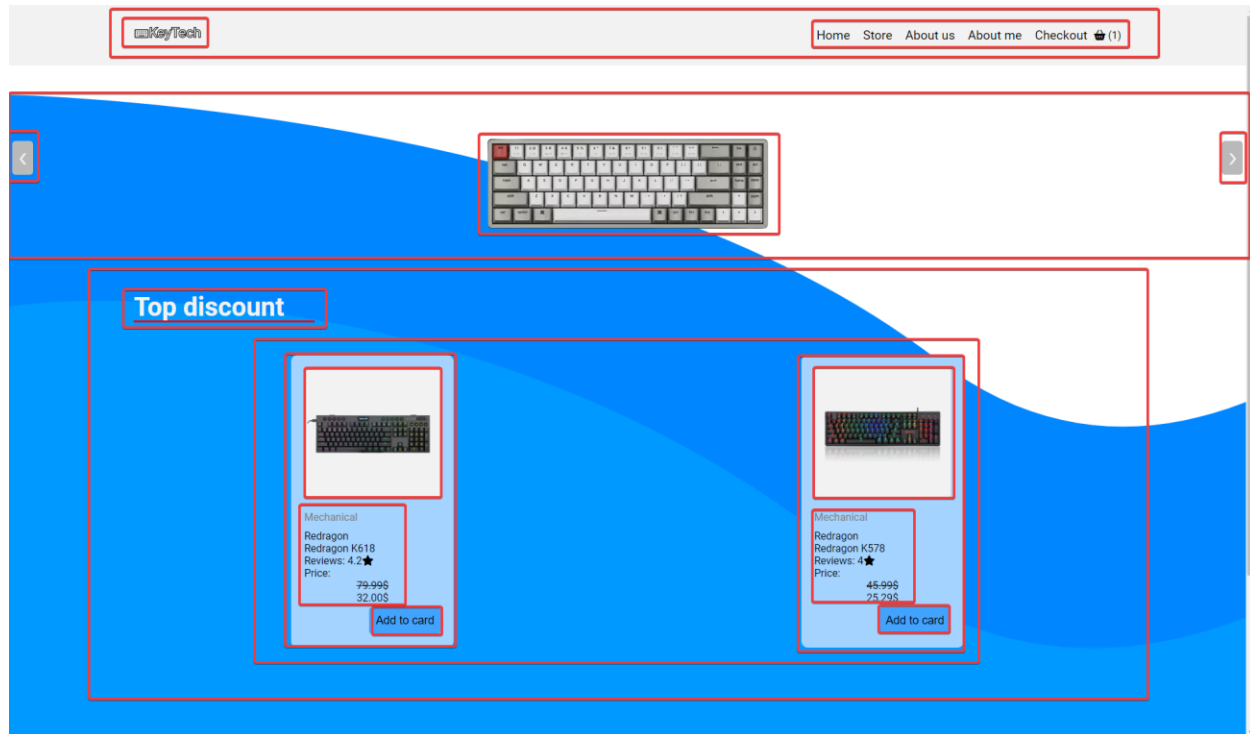 KeyTech
Home Store About us About me Checkout (1)
Top discount
Mechanical
Redragon
Redragon K618
Reviews: 4.2
Price:
79.99$
32.00$
Add to card
Mechanical
Redragon
Redragon K578
Reviews: 4
Price:
45.99$
25.29$
Add to card